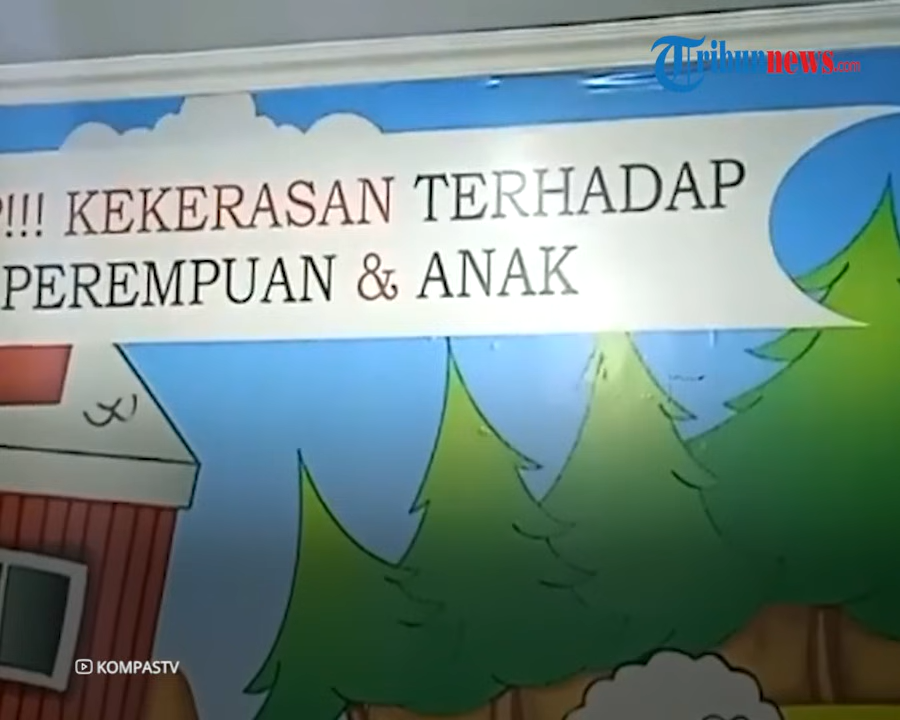 Tribunnews.com
!!! KEKERASAN TERHADAP
PEREMPUAN & ANAK
KOMPASTV